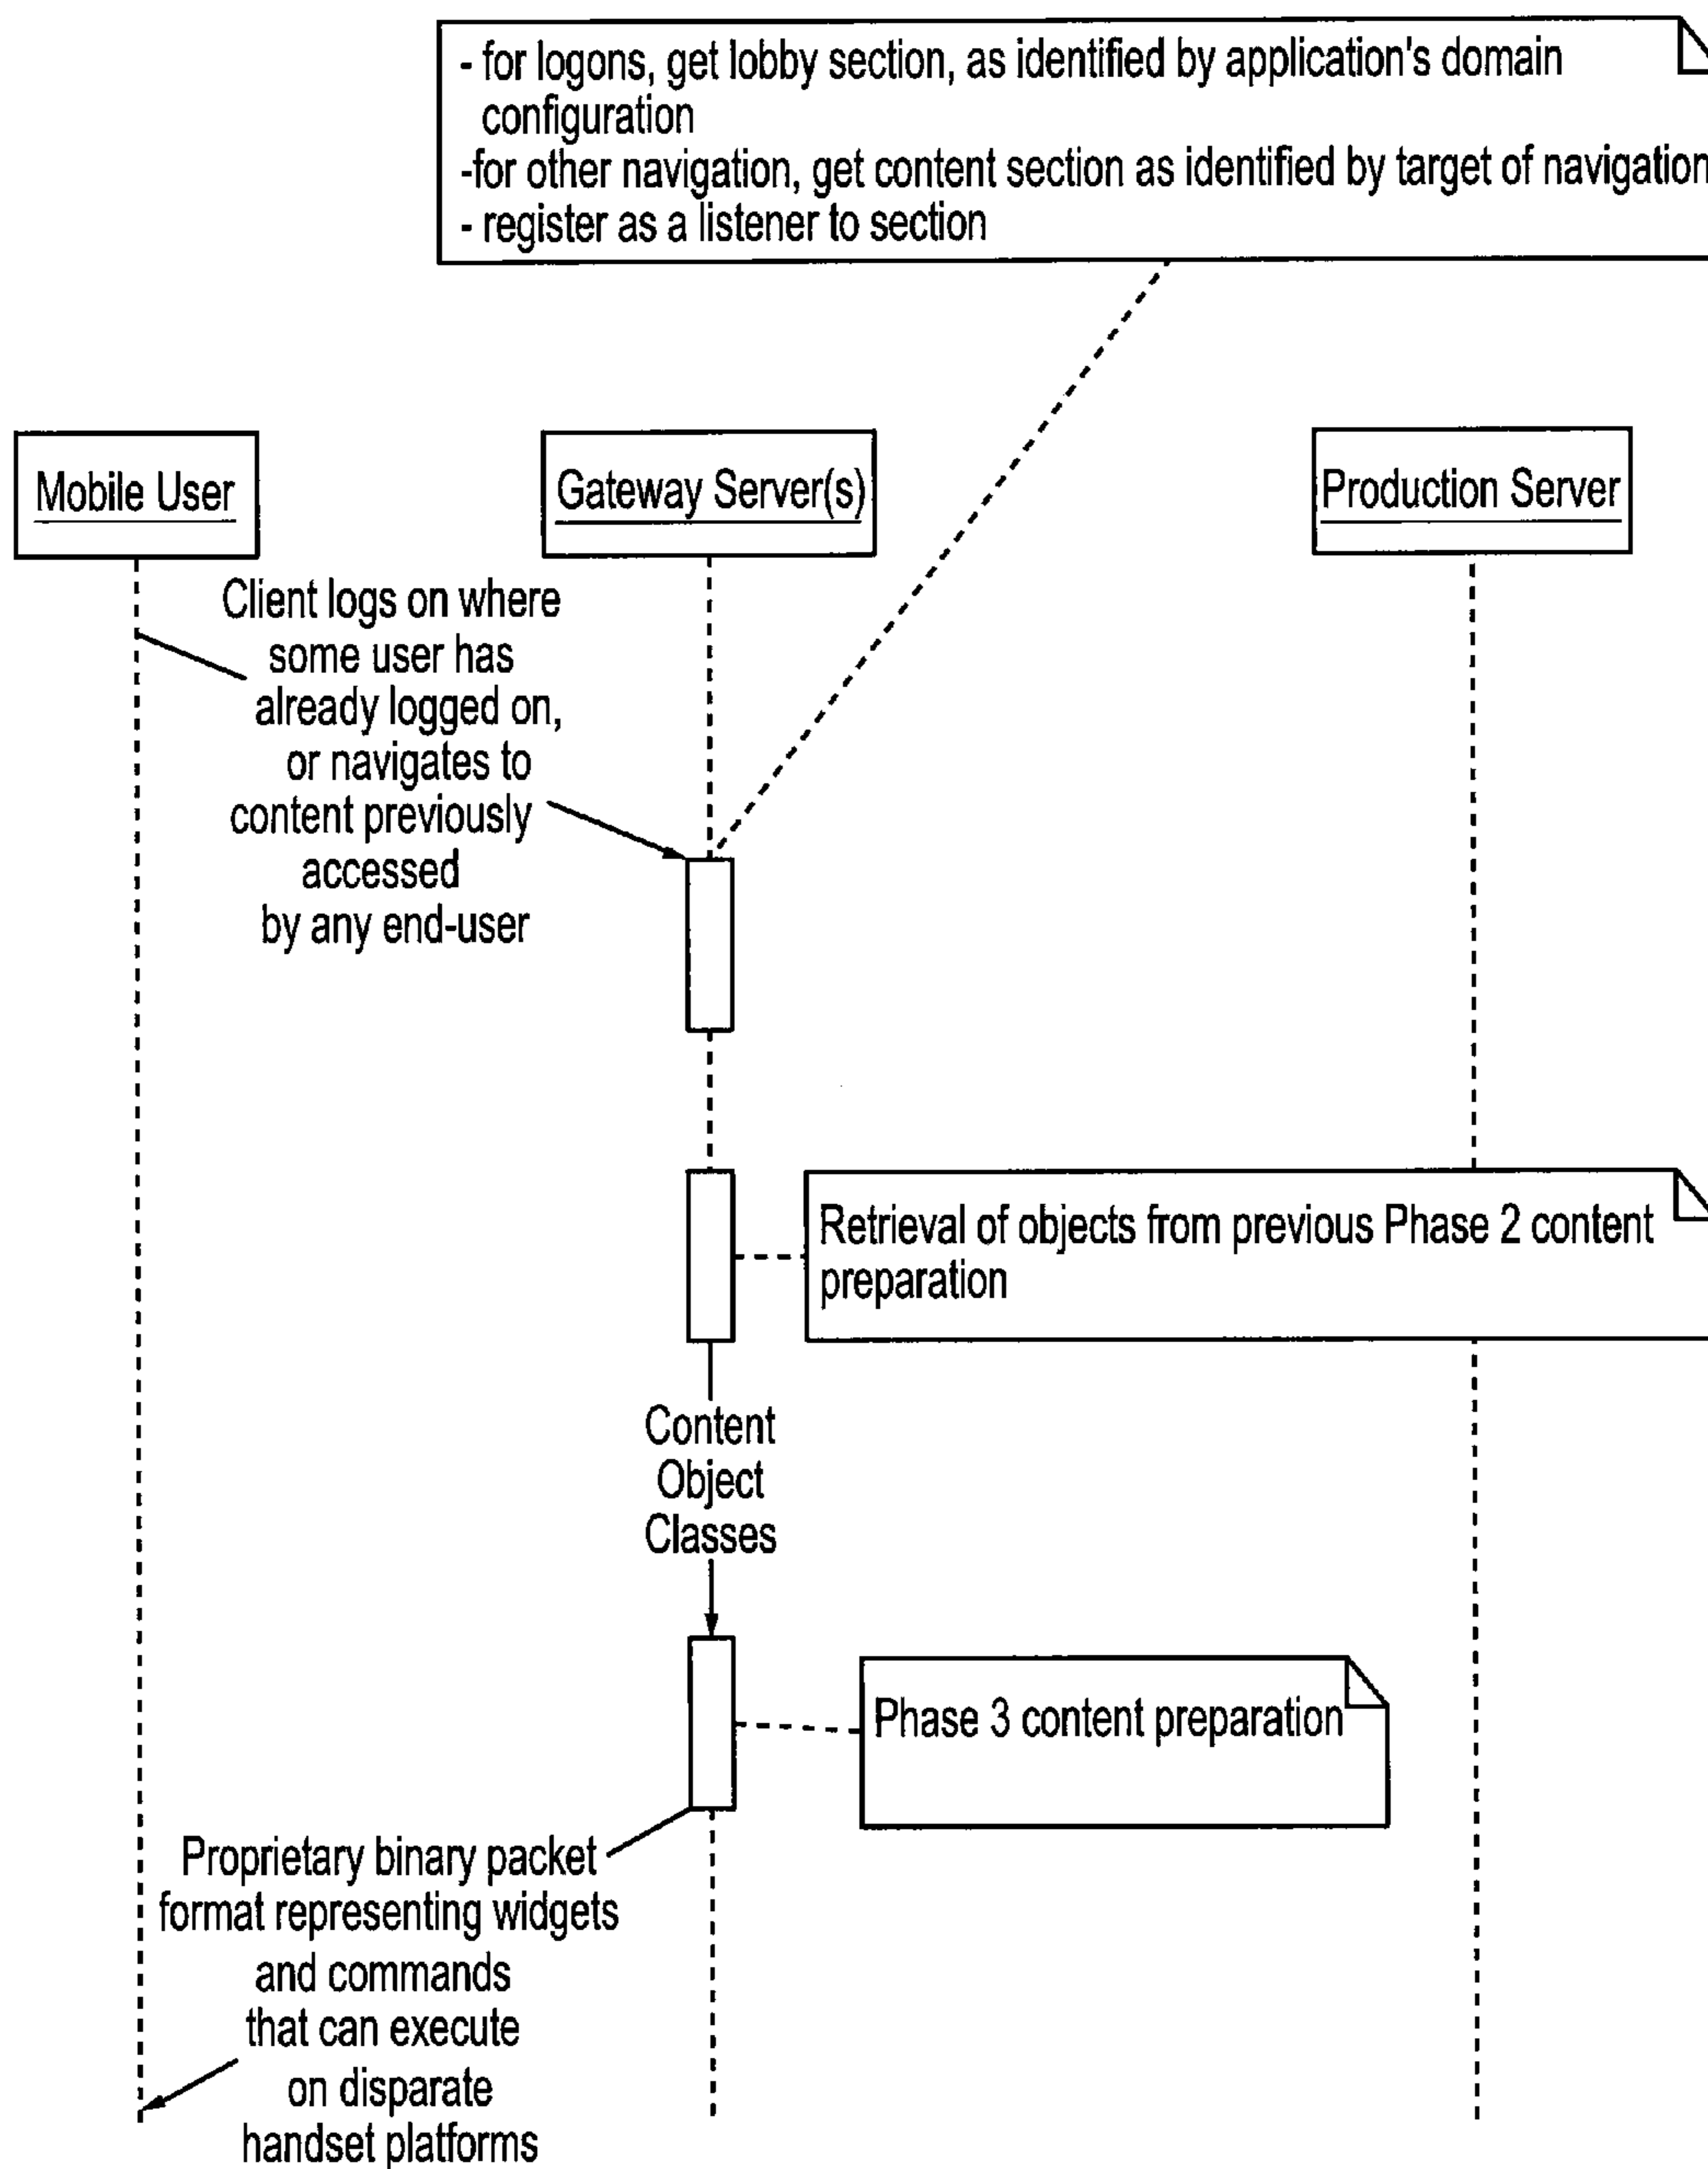 - for logons, get lobby section, as identified by application's domain
configuration
-for other navigation, get content section as identified by target of navigation
- register as a listener to section
Mobile User
Gateway Server(s)
Production Server
Client logs on where
some user has
already logged on,
or navigates to
content previously
accessed
by any end-user
Retrieval of objects from previous Phase 2 content
preparation
Content
Object
Classes
Phase 3 content preparation
Proprietary binary packet
format representing widgets
and commands
that can execute
on disparate
handset platforms